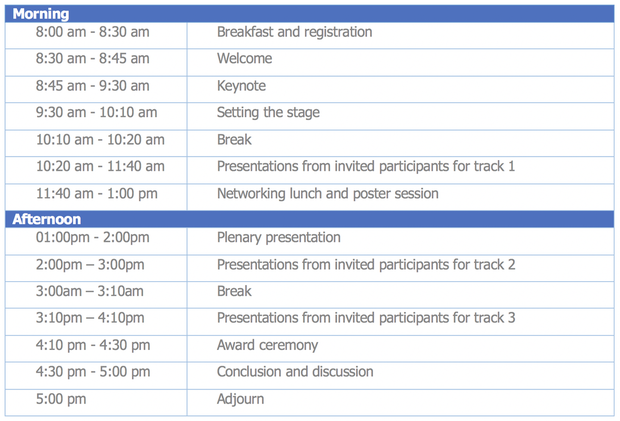 Morning
8:00 am - 8:30 am Breakfast and registration
8:30 am - 8:45 am Welcome
8:45 am - 9:30 am Keynote
9:30 am - 10:10 am Setting the stage
10:10 am - 10:20 am Break
10:20 am - 11:40 am Presentations from invited participants for track 1
11:40 am - 1:00 pm Networking lunch and poster session
Afternoon
01:00pm - 2:00pm Plenary presentation
2:00pm – 3:00pm Presentations from invited participants for track 2
3:00am – 3:10am Break
3:10pm – 4:10pm Presentations from invited participants for track 3
4:10 pm - 4:30 pm Award ceremony
4:30 pm - 5:00 pm Conclusion and discussion
5:00 pm Adjourn